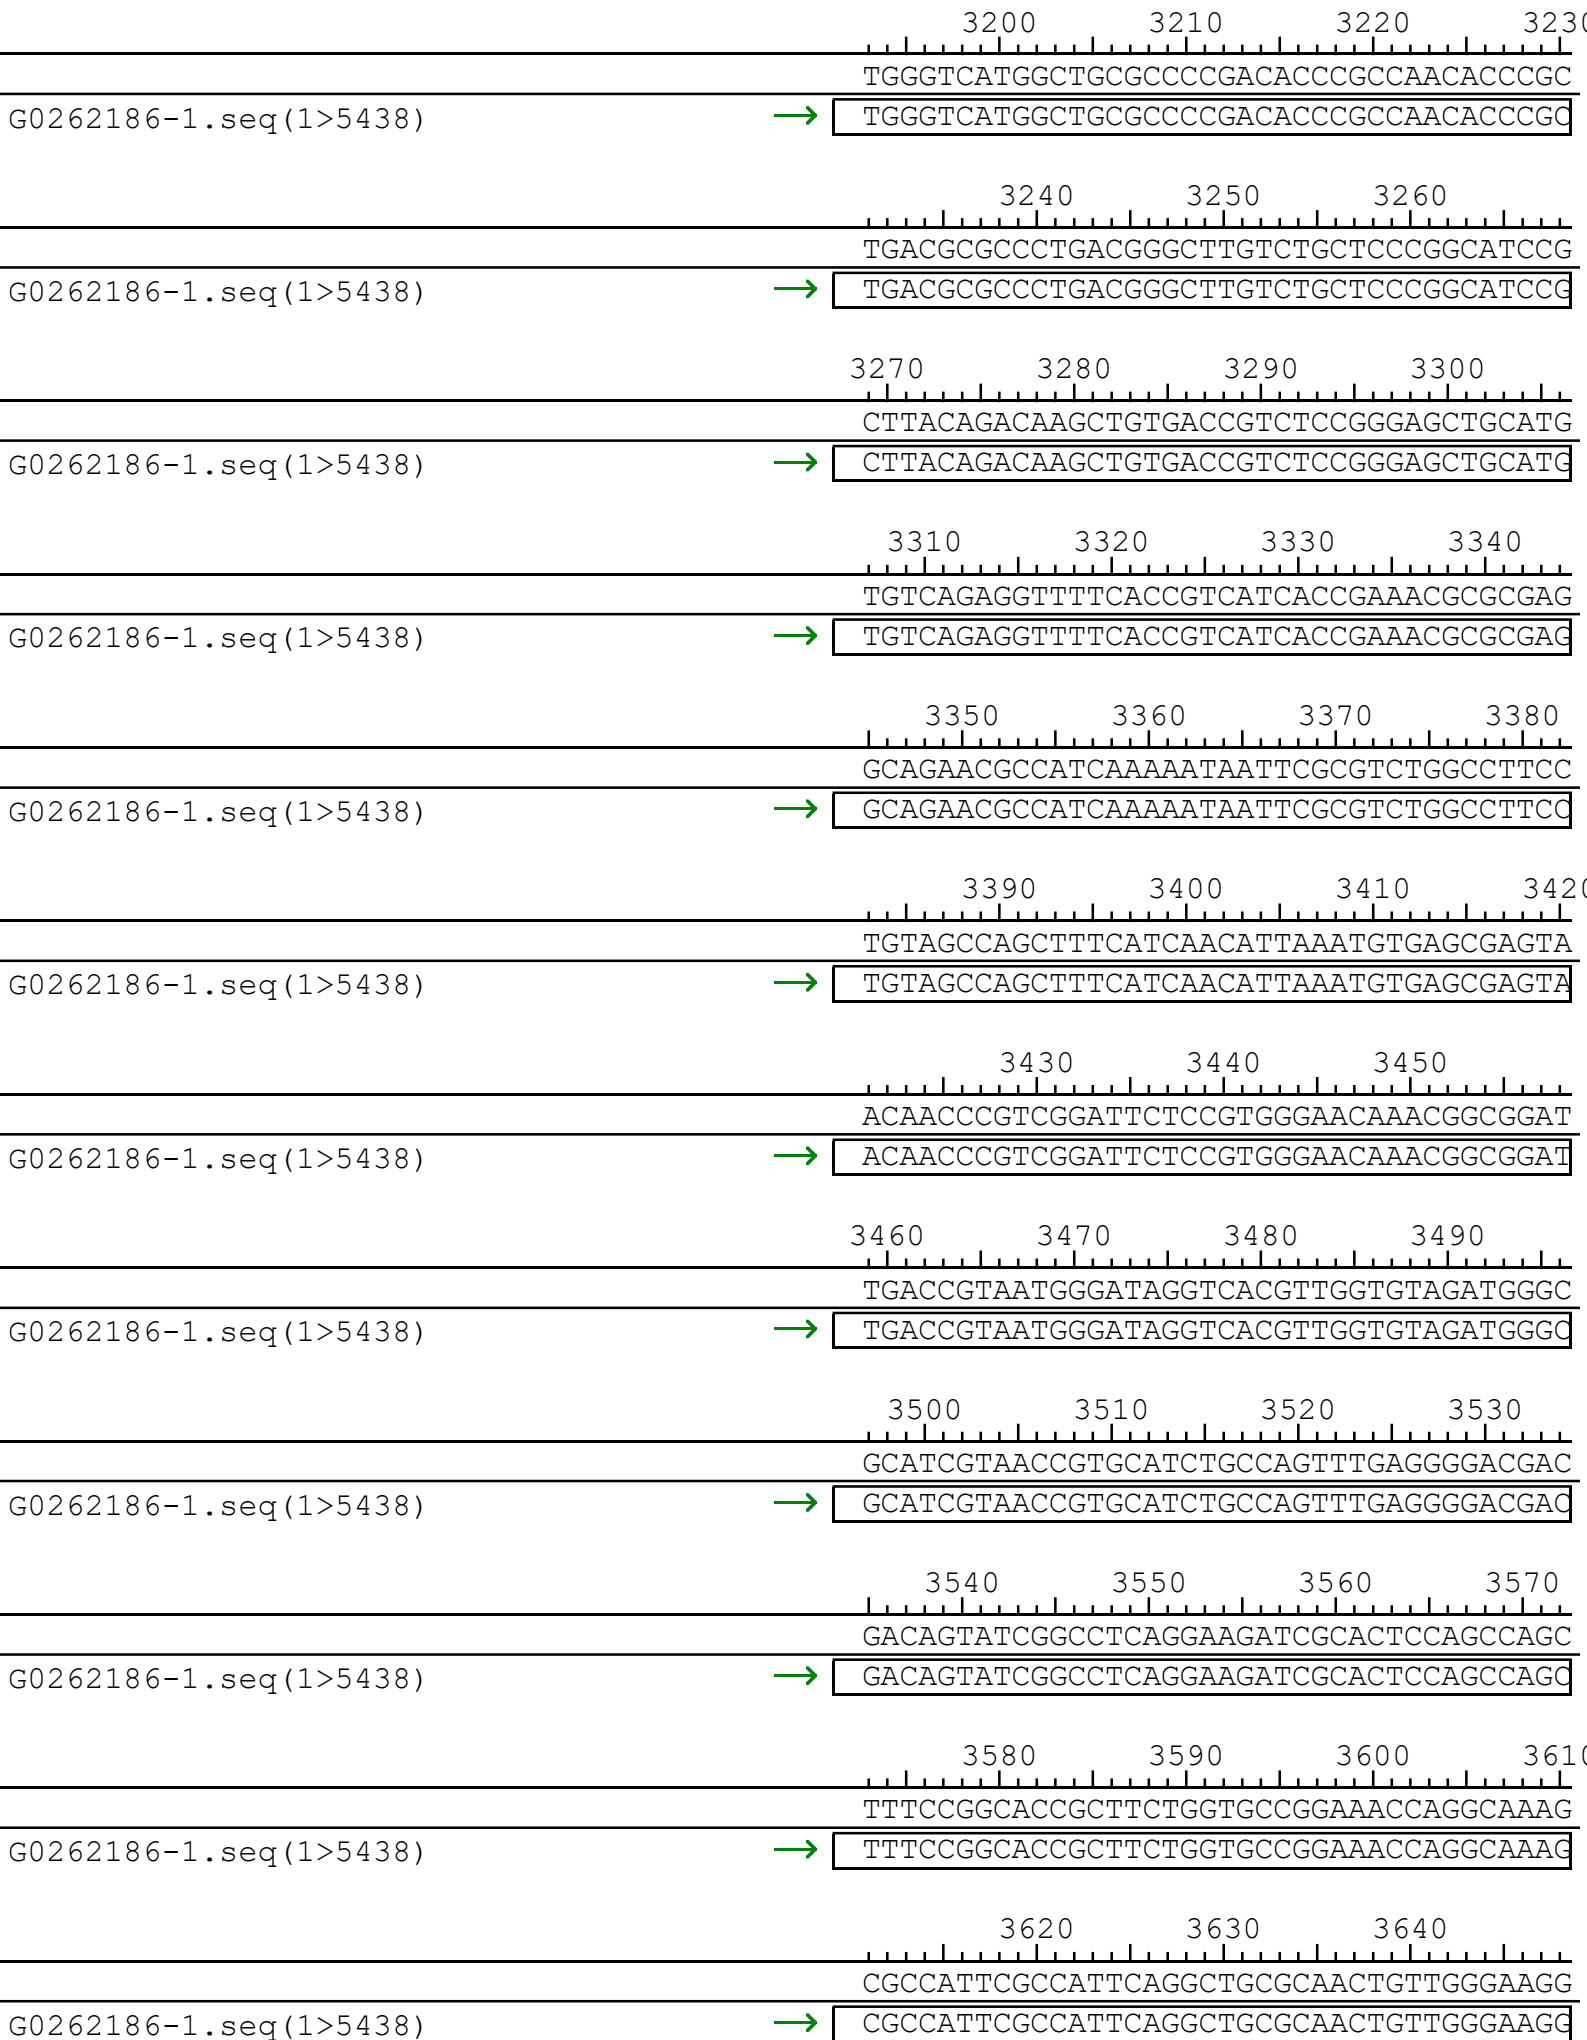 3200 3210 3220 3230
TGGGTCATGGCTGCGCCCCGACACCCGCCAACACCCGC
G0262186-1.seq(1>5438) → TGGGTCATGGCTGCGCCCCGACACCCGCCAACACCCGC
3240 3250 3260
TGACGCGCCCTGACGGGCTTGTCTGCTCCCGGCATCCG
G0262186-1.seq(1>5438) → TGACGCGCCCTGACGGGCTTGTCTGCTCCCGGCATCCG
3270 3280 3290 3300
CTTACAGACAAGCTGTGACCGTCTCCGGGAGCTGCATG
G0262186-1.seq(1>5438) → CTTACAGACAAGCTGTGACCGTCTCCGGGAGCTGCATG
3310 3320 3330 3340
TGTCAGAGGTTTTCACCGTCATCACCGAAACGCGCGAG
G0262186-1.seq(1>5438) → TGTCAGAGGTTTTCACCGTCATCACCGAAACGCGCGAG
3350 3360 3370 3380
GCAGAACGCCATCAAAAATAATTCGCGTCTGGCCTTCC
G0262186-1.seq(1>5438) → GCAGAACGCCATCAAAAATAATTCGCGTCTGGCCTTCC
3390 3400 3410 3420
TGTAGCCAGCTTTCATCAACATTAAATGTGAGCGAGTA
G0262186-1.seq(1>5438) → TGTAGCCAGCTTTCATCAACATTAAATGTGAGCGAGTA
3430 3440 3450
ACAACCCGTCGGATTCTCCGTGGGAACAAACGGCGGAT
G0262186-1.seq(1>5438) → ACAACCCGTCGGATTCTCCGTGGGAACAAACGGCGGAT
3460 3470 3480 3490
TGACCGTAATGGGATAGGTCACGTTGGTGTAGATGGGC
G0262186-1.seq(1>5438) → TGACCGTAATGGGATAGGTCACGTTGGTGTAGATGGGC
3500 3510 3520 3530
GCATCGTAACCGTGCATCTGCCAGTTTGAGGGGACGAC
G0262186-1.seq(1>5438) → GCATCGTAACCGTGCATCTGCCAGTTTGAGGGGACGAC
3540 3550 3560 3570
GACAGTATCGGCCTCAGGAAGATCGCACTCCAGCCAGC
G0262186-1.seq(1>5438) → GACAGTATCGGCCTCAGGAAGATCGCACTCCAGCCAGC
3580 3590 3600 3610
TTTCCGGCACCGCTTCTGGTGCCGGAAACCAGGCAAAG
G0262186-1.seq(1>5438) → TTTCCGGCACCGCTTCTGGTGCCGGAAACCAGGCAAAG
3620 3630 3640
CGCCATTCGCCATTCAGGCTGCGCAACTGTTGGGAAGG
G0262186-1.seq(1>5438) → CGCCATTCGCCATTCAGGCTGCGCAACTGTTGGGAAGG